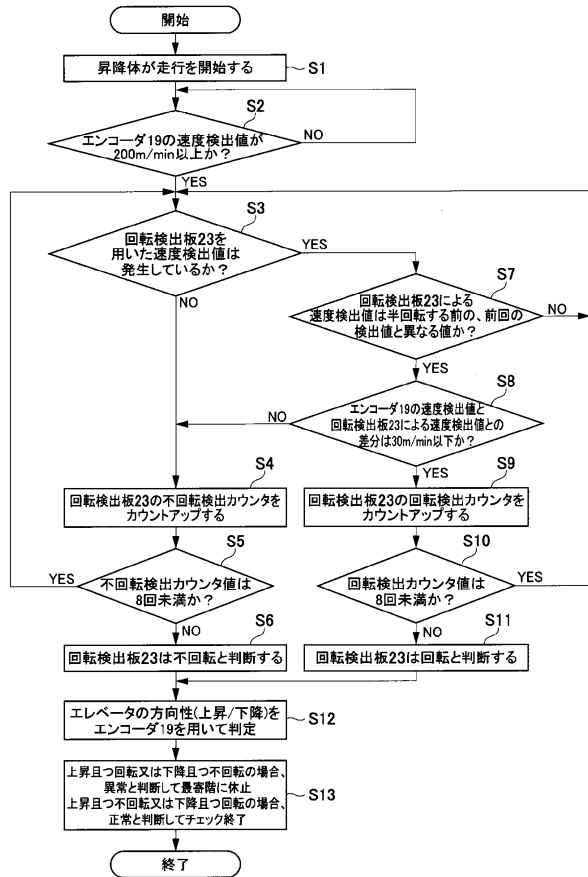 開始
昇降体が走行を開始する
S1
S2
エンコーダ19の速度検出値が
200m/min以上か?
NO
YES
S3
回転検出板23を
用いた速度検出値は
発生しているか?
YES
NO
S7
回転検出板23による
速度検出値は半回転する前の、前回の
検出値と異なる値か?
NO
YES
S8
エンコーダ19の速度検出値と
回転検出板23による速度検出値との
差分は30m/min以下か?
NO
YES
S4
回転検出板23の不回転検出カウンタを
カウントアップする
S9
回転検出板23の回転検出カウンタを
カウントアップする
S5
不回転検出カウンタ値は
8回未満か?
YES
NO
S10
回転検出カウンタ値は
8回未満か?
YES
NO
S6
回転検出板23は不回転と判断する
S11
回転検出板23は回転と判断する
エレベータの方向性(上昇/下降)を
エンコーダ19を用いて判定
S12
上昇且つ回転又は下降且つ不回転の場合、
異常と判断して最寄階に休止
上昇且つ不回転又は下降且つ回転の場合、
正常と判断してチェック終了
S13
終了